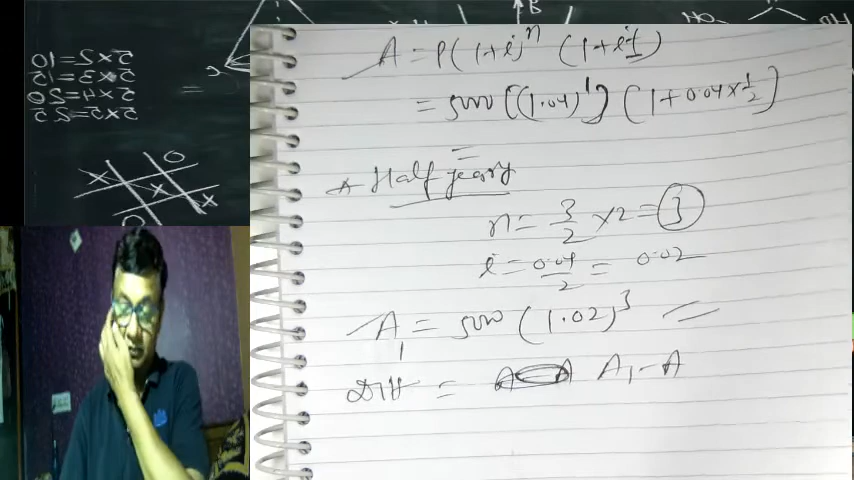 5×2=10
5×3=15
5×4=20
5×5=25
=
B
A = P(1+i)^n (1+it)
= 5000 [(1.04)^1] (1+0.04×1/2]
=
* Half yeary
n = 3/2 ×2 = 3
i = 0.04/2 = 0.02
A₁ = 5000 (1.02)^3 =
Diff = A₁ - A